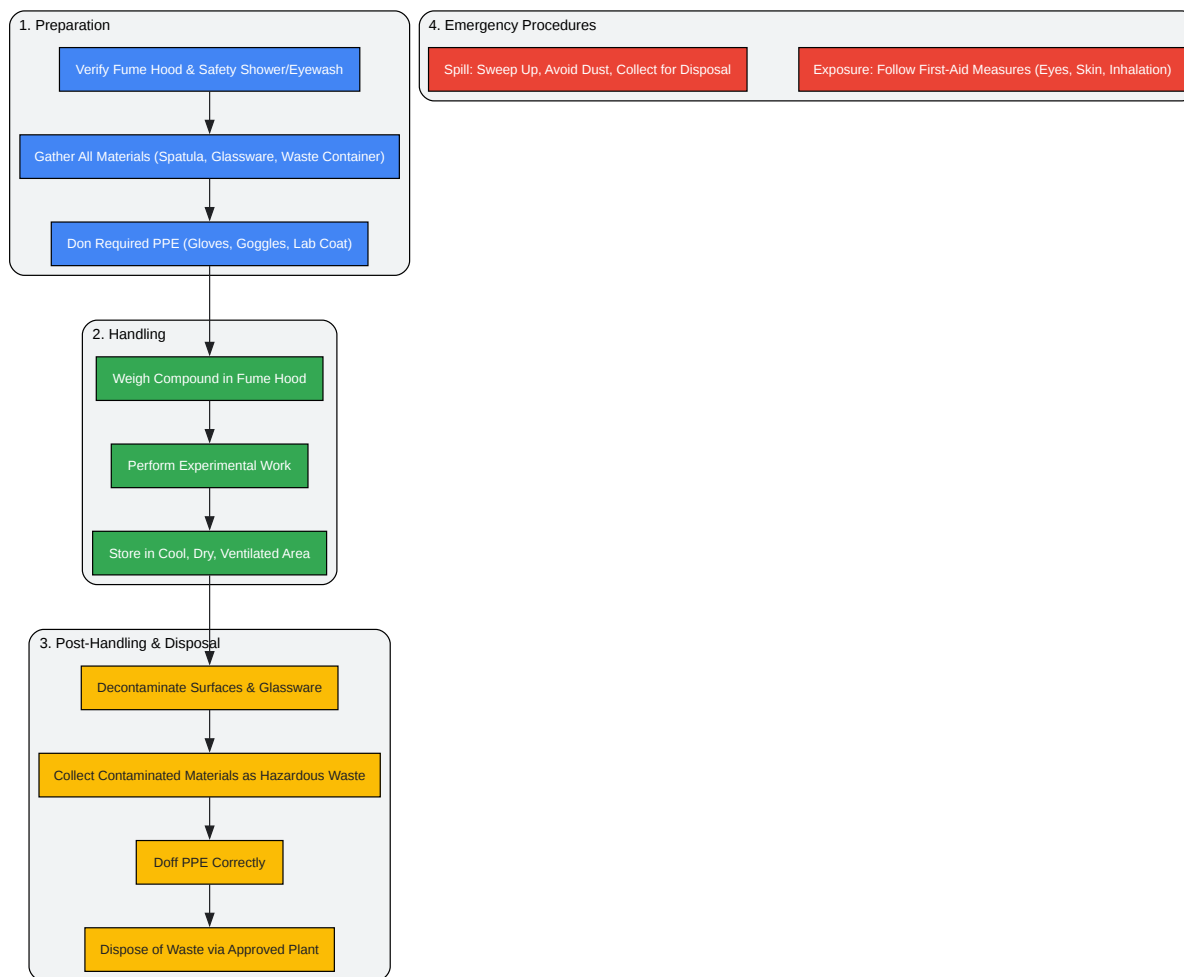 1. Preparation
Verify Fume Hood & Safety Shower/Eyewash
Gather All Materials (Spatula, Glassware, Waste Container)
Don Required PPE (Gloves, Goggles, Lab Coat)
2. Handling
Weigh Compound in Fume Hood
Perform Experimental Work
Store in Cool, Dry, Ventilated Area
3. Post-Handling & Disposal
Decontaminate Surfaces & Glassware
Collect Contaminated Materials as Hazardous Waste
Doff PPE Correctly
Dispose of Waste via Approved Plant
4. Emergency Procedures
Spill: Sweep Up, Avoid Dust, Collect for Disposal
Exposure: Follow First-Aid Measures (Eyes, Skin, Inhalation)